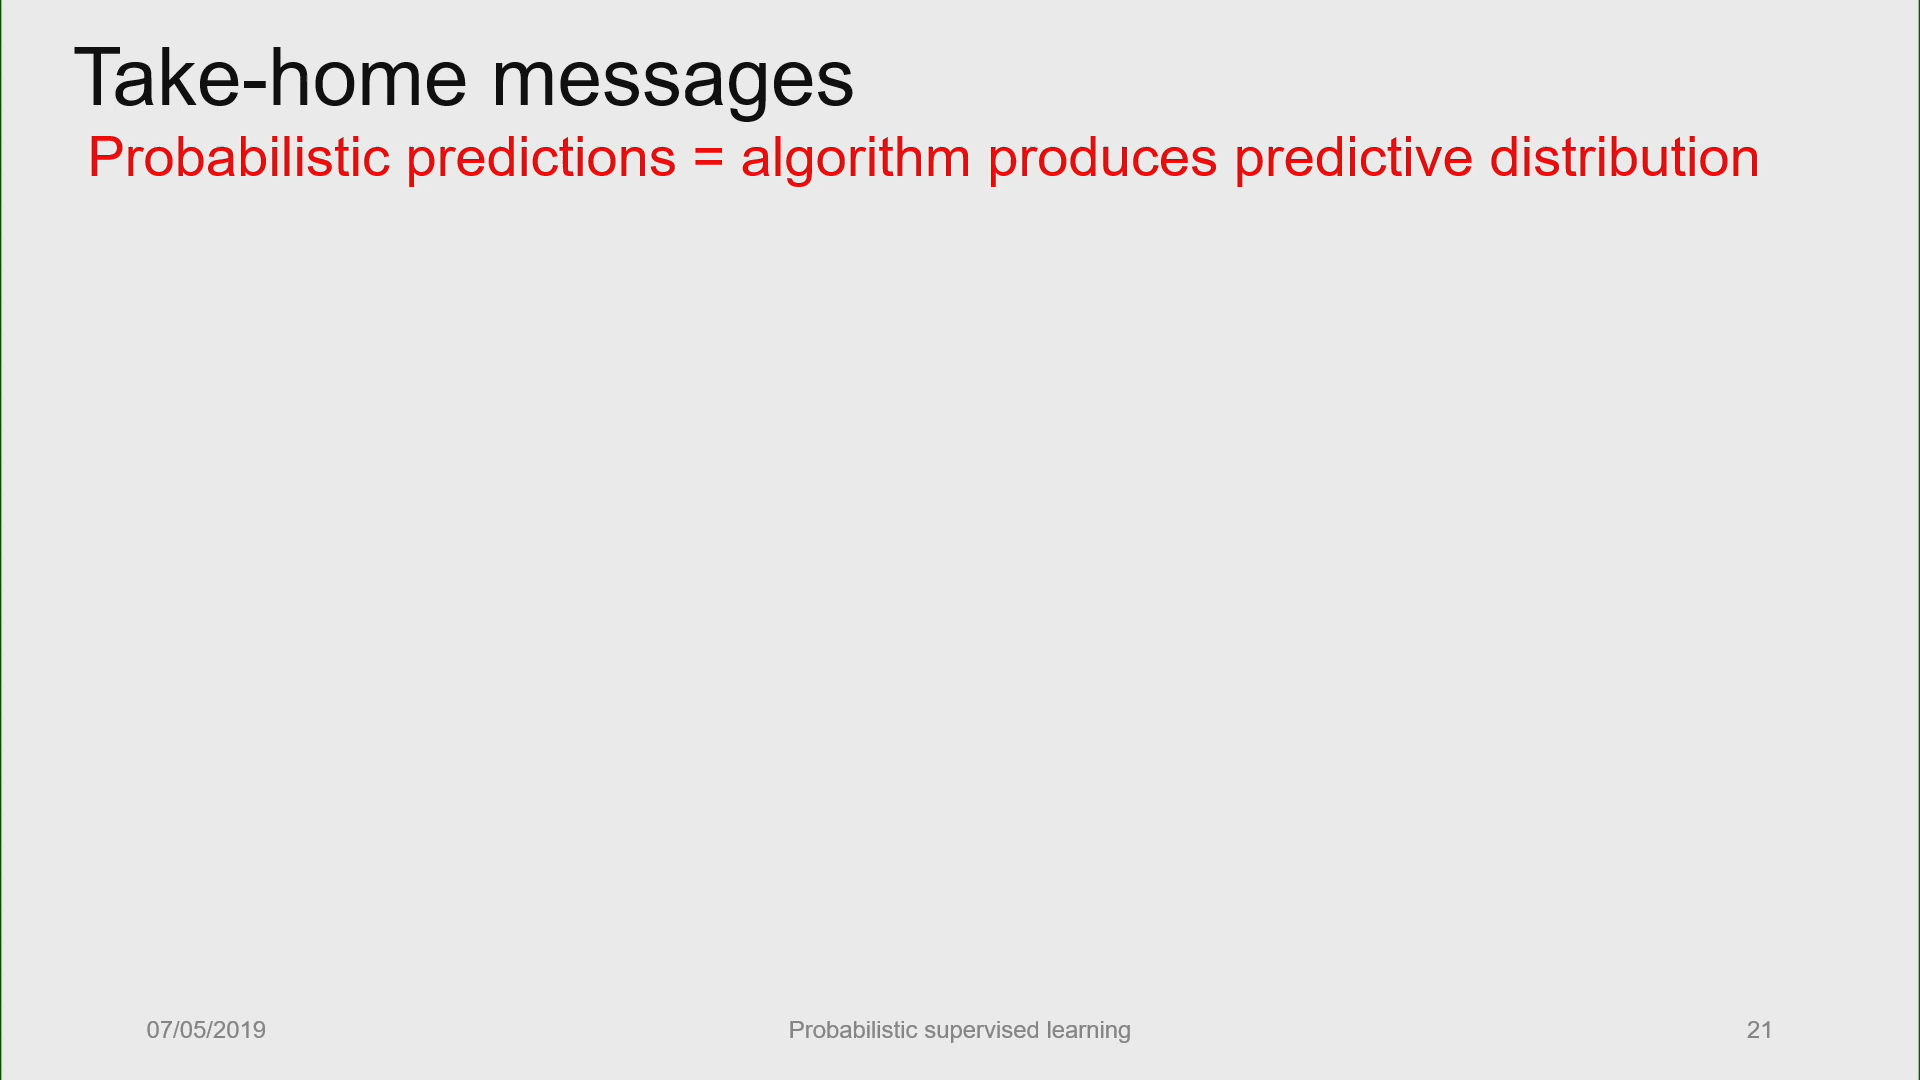 Take-home messages
Probabilistic predictions = algorithm produces predictive distribution
07/05/2019
Probabilistic supervised learning
21